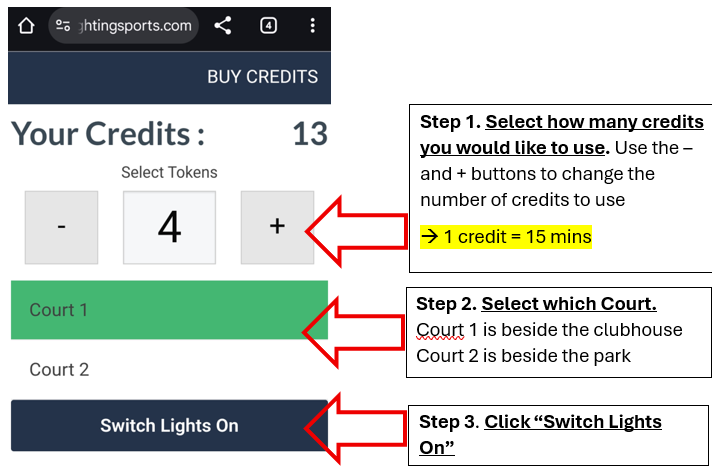 ghtingsports.com
4
BUY CREDITS
Your Credits : 13
Select Tokens
- 4 +
Court 1
Court 2
Switch Lights On
Step 1. Select how many credits
you would like to use. Use the –
and + buttons to change the
number of credits to use
→ 1 credit = 15 mins
Step 2. Select which Court.
Court 1 is beside the clubhouse
Court 2 is beside the park
Step 3. Click “Switch Lights
On”